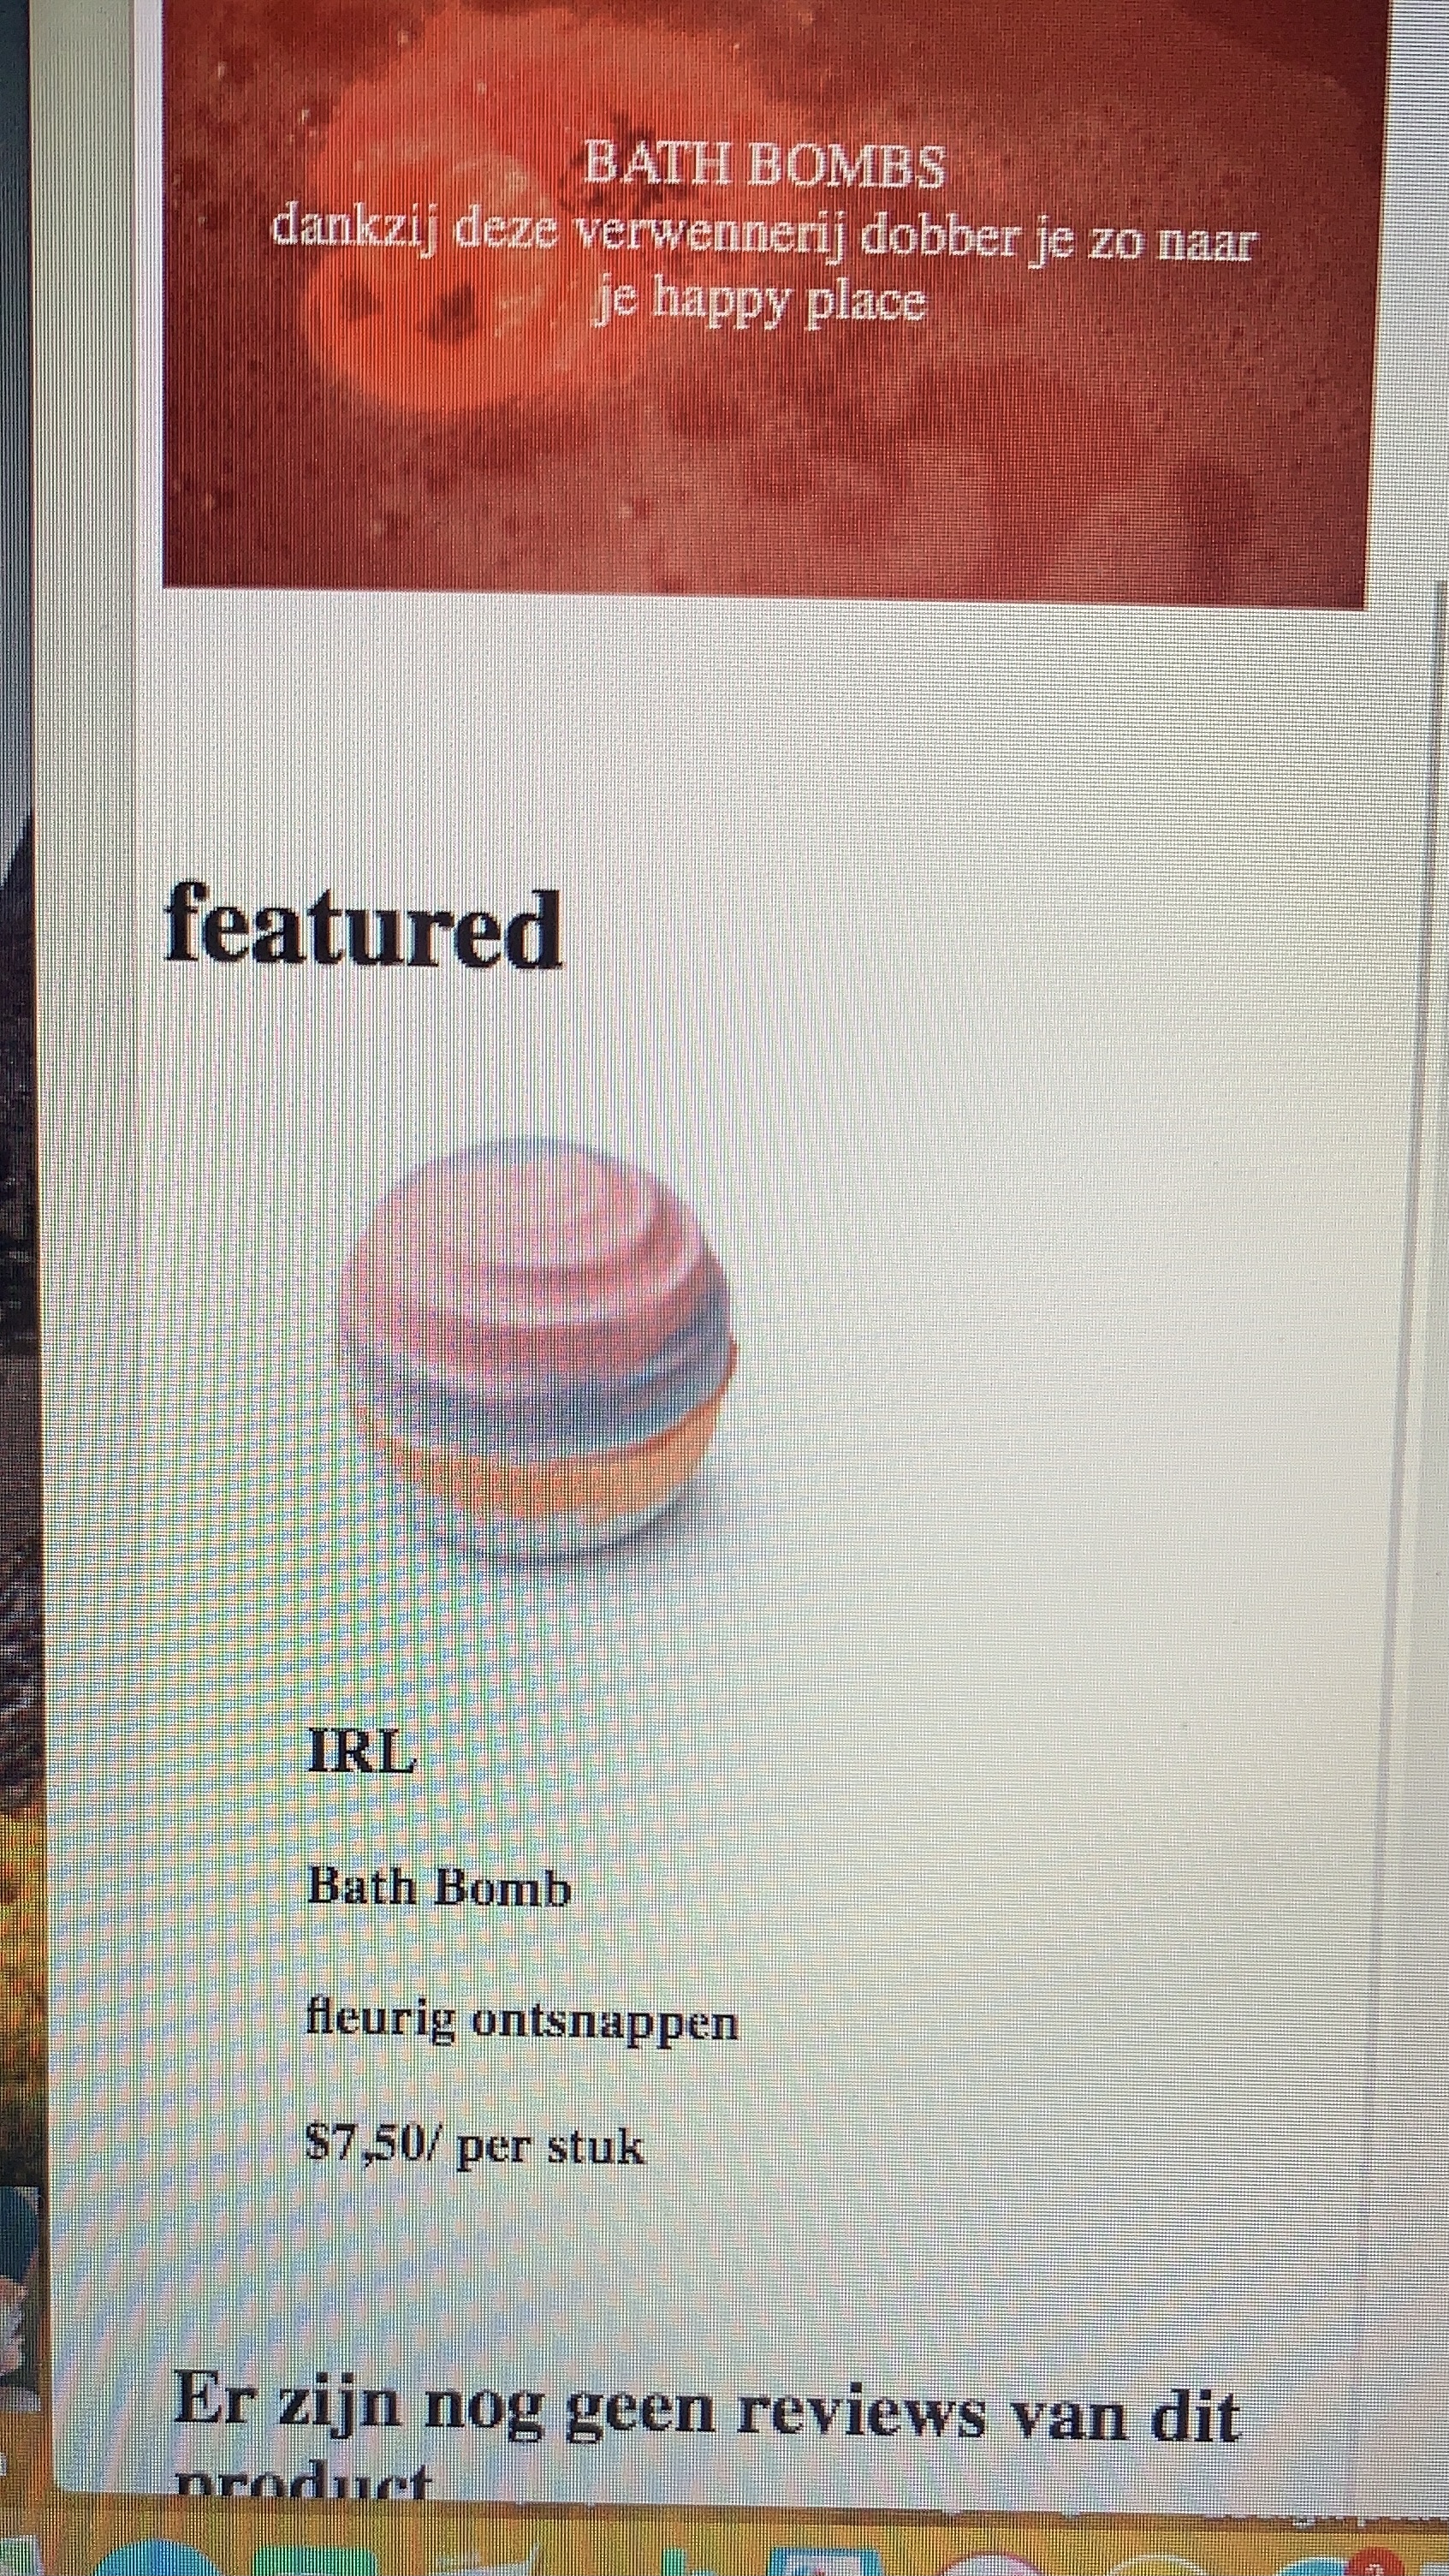 BATH BOMBS
dankzij deze verwennerij dobber je zo naar
je happy place
featured
IRL
Bath Bomb
fleurig ontsnappen
$7,50/ per stuk
Er zijn nog geen reviews van dit
product